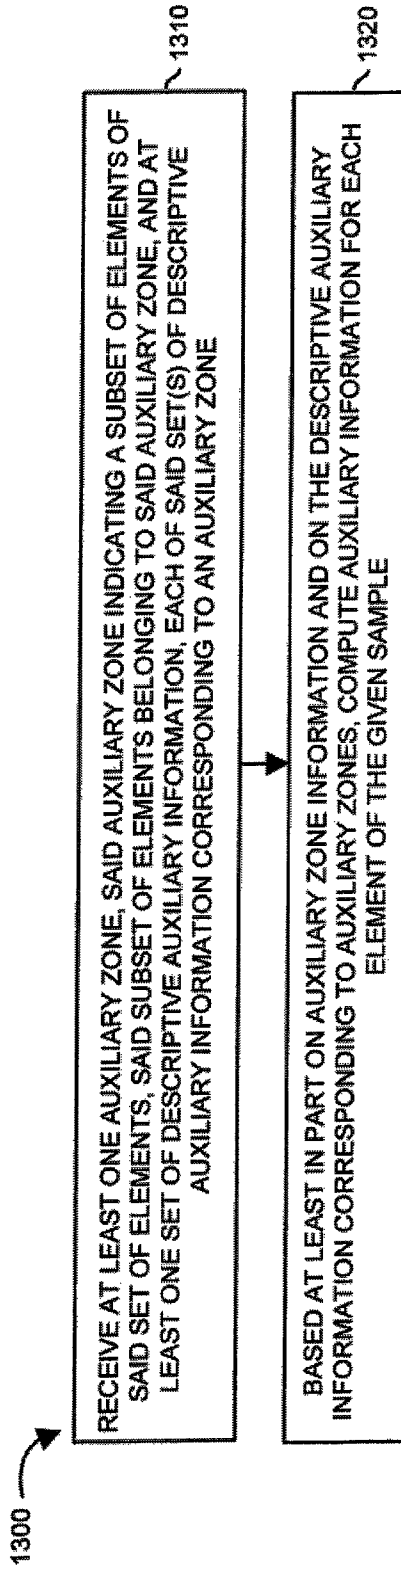 1300
RECEIVE AT LEAST ONE AUXILIARY ZONE, SAID AUXILIARY ZONE INDICATING A SUBSET OF ELEMENTS OF
SAID SET OF ELEMENTS, SAID SUBSET OF ELEMENTS BELONGING TO SAID AUXILIARY ZONE, AND AT
LEAST ONE SET OF DESCRIPTIVE AUXILIARY INFORMATION, EACH OF SAID SET(S) OF DESCRIPTIVE
AUXILIARY INFORMATION CORRESPONDING TO AN AUXILIARY ZONE
1310
BASED AT LEAST IN PART ON AUXILIARY ZONE INFORMATION AND ON THE DESCRIPTIVE AUXILIARY
INFORMATION CORRESPONDING TO AUXILIARY ZONES, COMPUTE AUXILIARY INFORMATION FOR EACH
ELEMENT OF THE GIVEN SAMPLE
1320